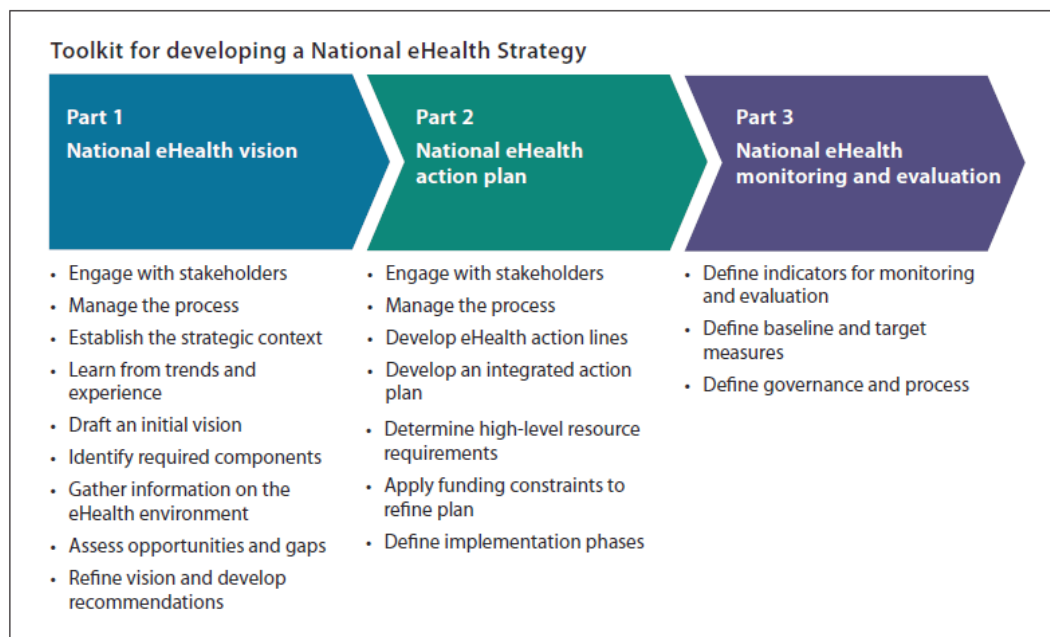 Toolkit for developing a National eHealth Strategy
Part 1
National eHealth vision
• Engage with stakeholders
• Manage the process
• Establish the strategic context
• Learn from trends and
experience
• Draft an initial vision
• Identify required components
• Gather information on the
eHealth environment
• Assess opportunities and gaps
• Refine vision and develop
recommendations
Part 2
National eHealth
action plan
• Engage with stakeholders
• Manage the process
• Develop eHealth action lines
• Develop an integrated action
plan
• Determine high-level resource
requirements
• Apply funding constraints to
refine plan
• Define implementation phases
Part 3
National eHealth
monitoring and evaluation
• Define indicators for monitoring
and evaluation
• Define baseline and target
measures
• Define governance and process